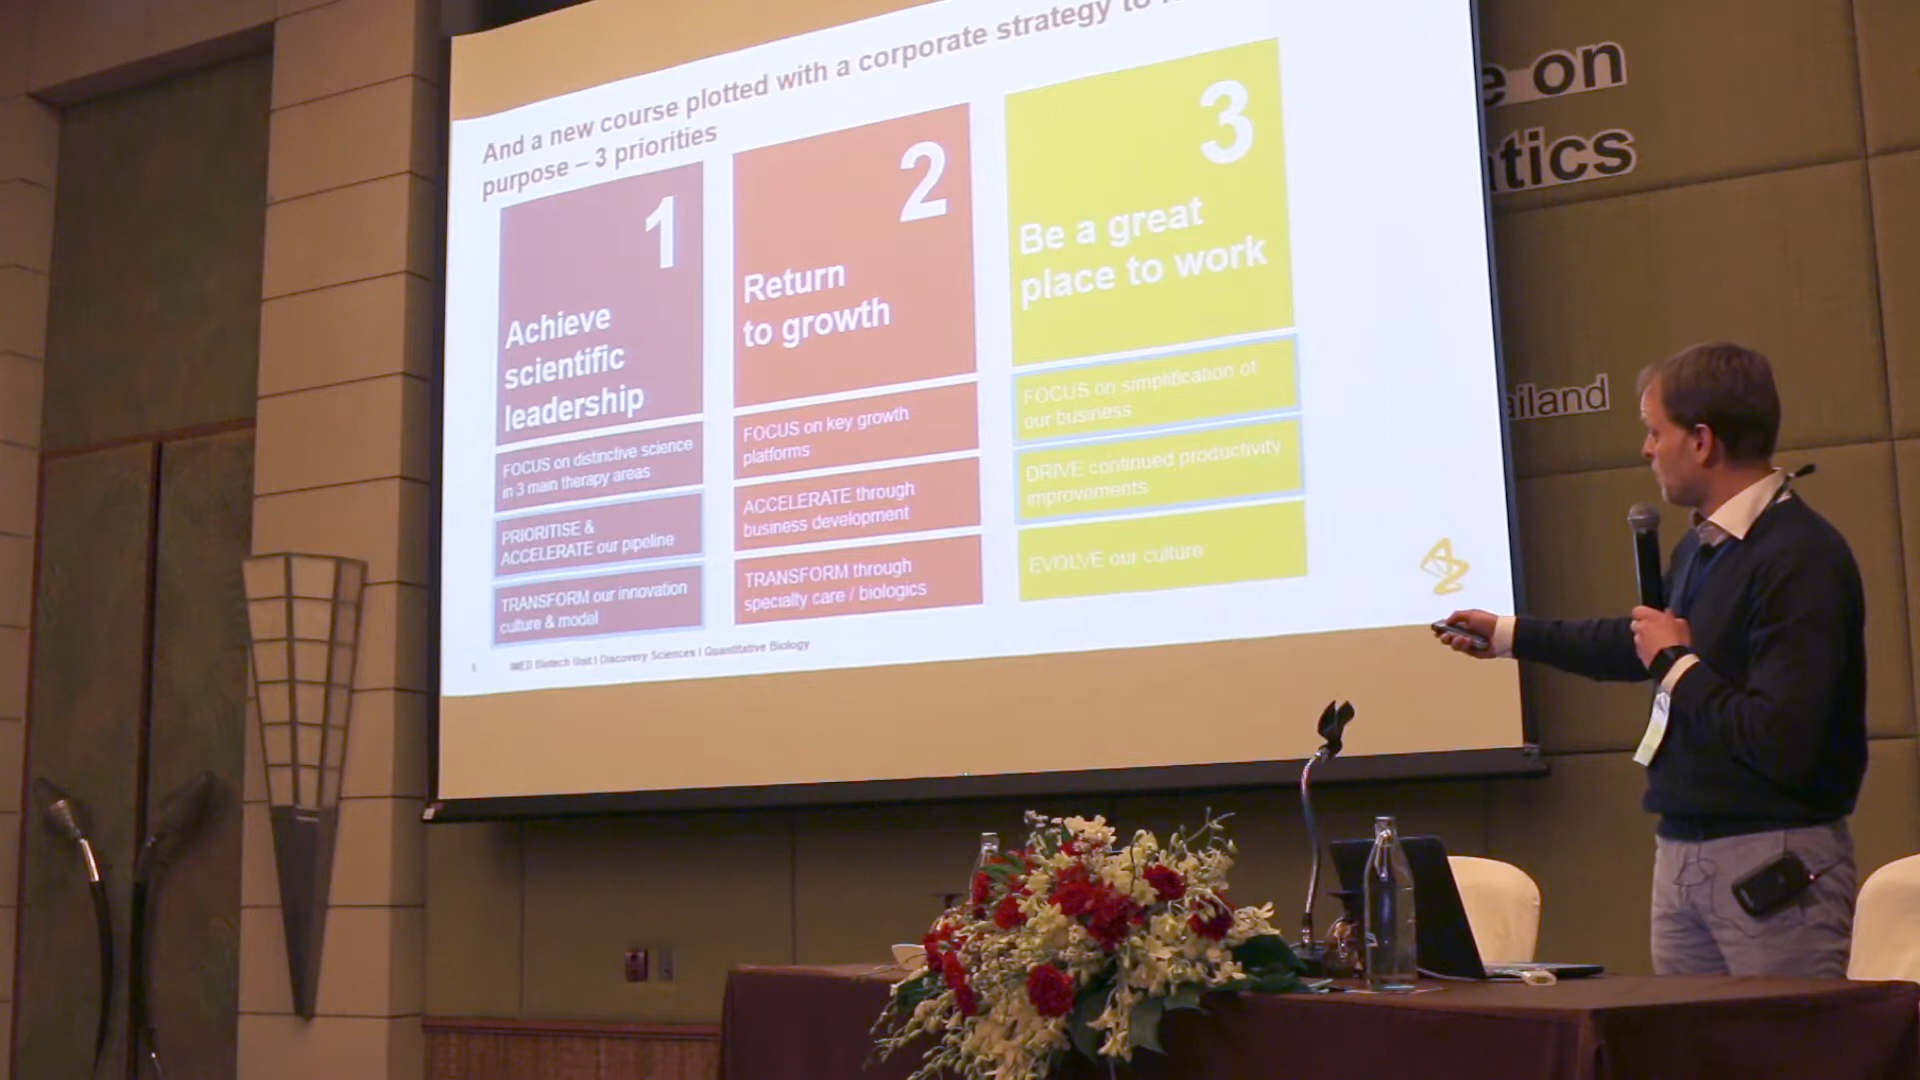 And a new course plotted with a corporate strategy to
purpose – 3 priorities
1
Achieve
scientific
leadership
FOCUS on distinctive science
in 3 main therapy areas
PRIORITISE &
ACCELERATE our pipeline
TRANSFORM our innovation
culture & model
2
Return
to growth
FOCUS on key growth
platforms
ACCELERATE through
business development
TRANSFORM through
specialty care / biologics
3
Be a great
place to work
FOCUS on simplification of
our business
DRIVE continued productivity
improvements
EVOLVE our culture
5 IMED Biotech Unit I Discovery Sciences I Quantitative Biology
e on
tics
ailand